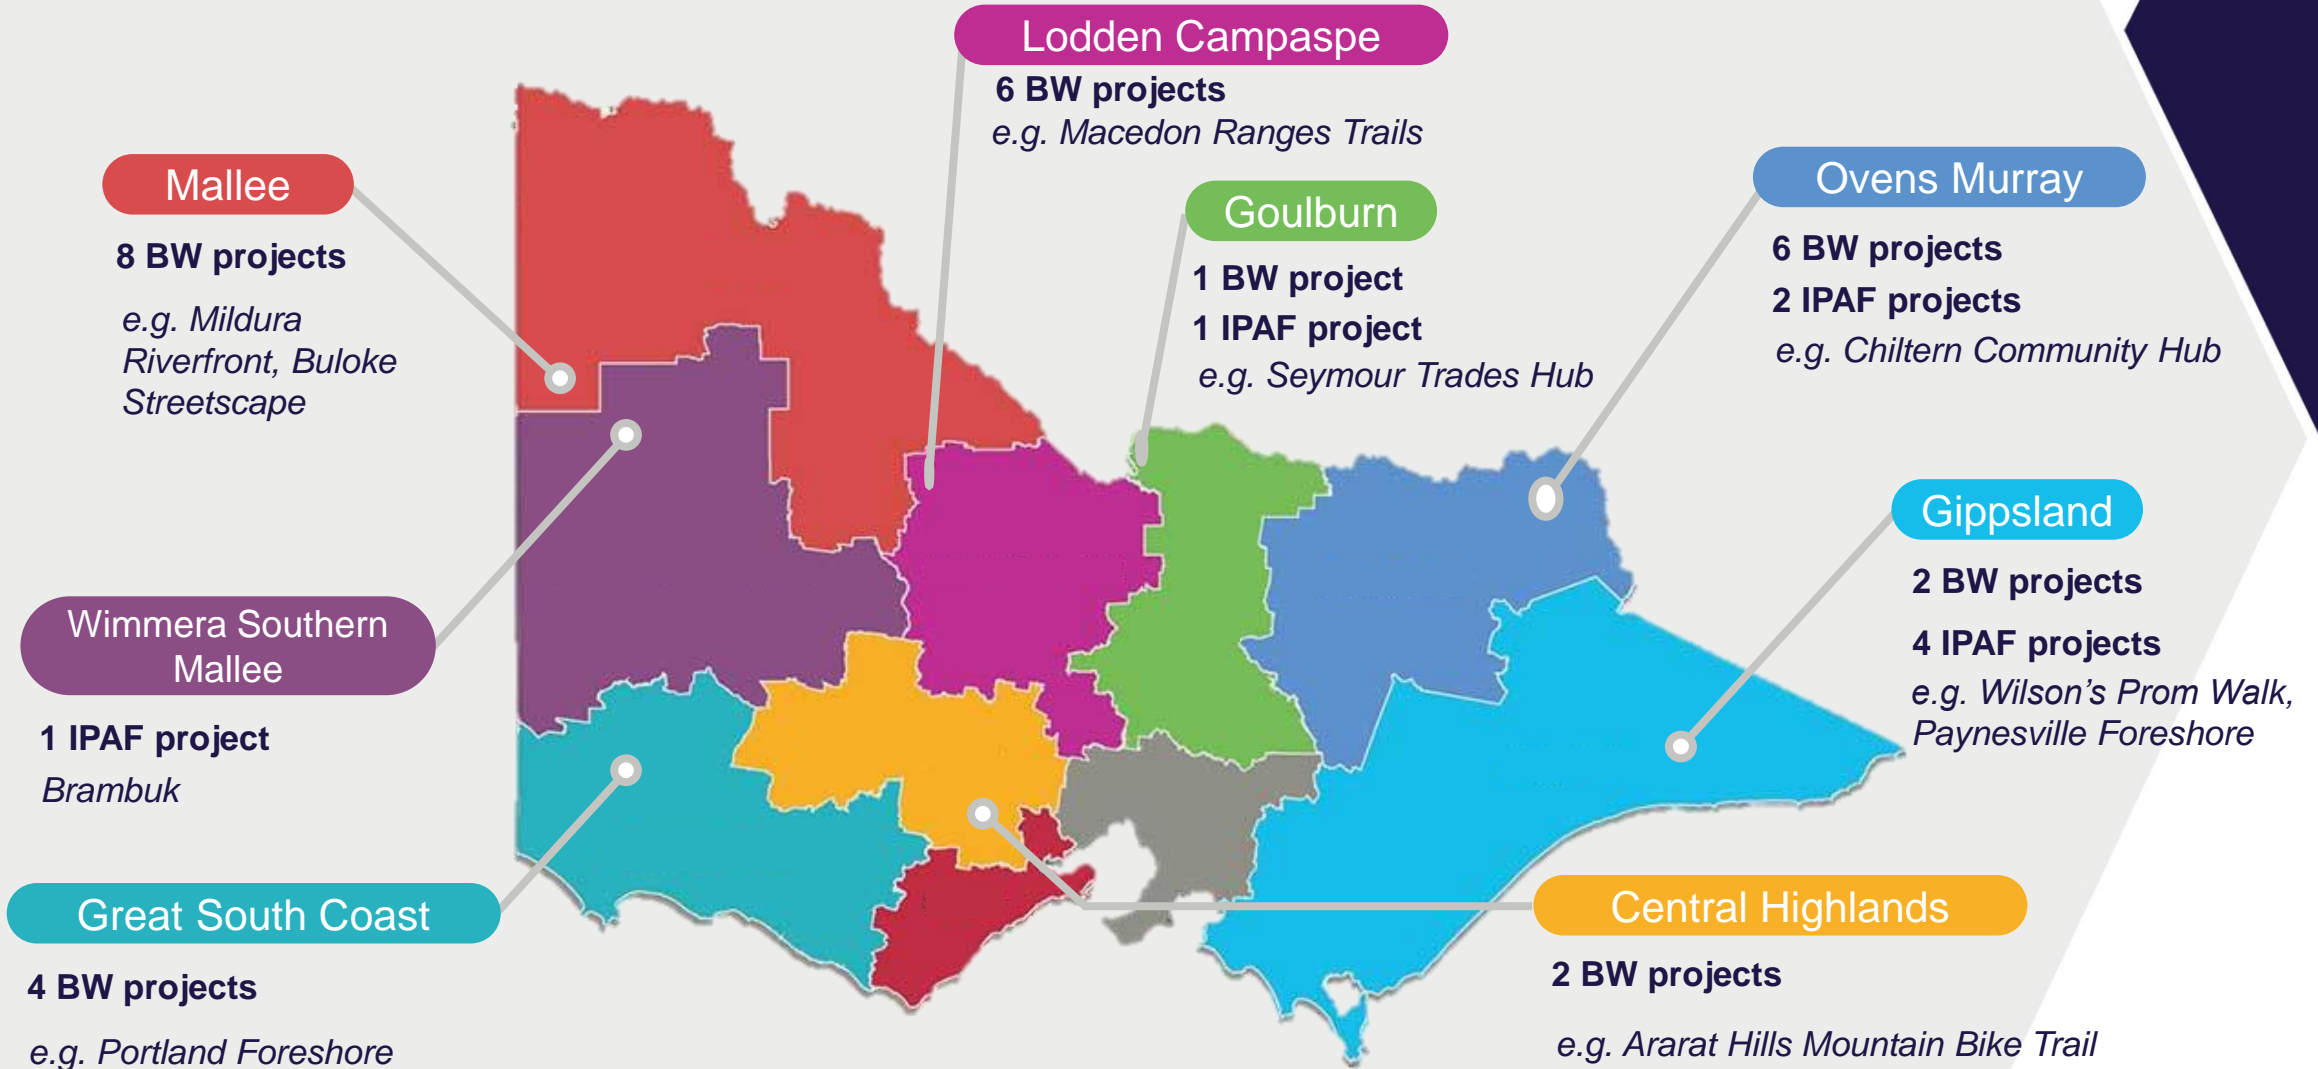 Lodden Campaspe
6 BW projects
e.g. Macedon Ranges Trails
Mallee
8 BW projects
e.g. Mildura
Riverfront, Buloke
Streetscape
Goulburn
1 BW project
1 IPAF project
e.g. Seymour Trades Hub
Ovens Murray
6 BW projects
2 IPAF projects
e.g. Chiltern Community Hub
Gippsland
2 BW projects
4 IPAF projects
e.g. Wilson’s Prom Walk,
Paynesville Foreshore
Wimmera Southern
Mallee
1 IPAF project
Brambuk
Great South Coast
4 BW projects
e.g. Portland Foreshore
Central Highlands
2 BW projects
e.g. Ararat Hills Mountain Bike Trail